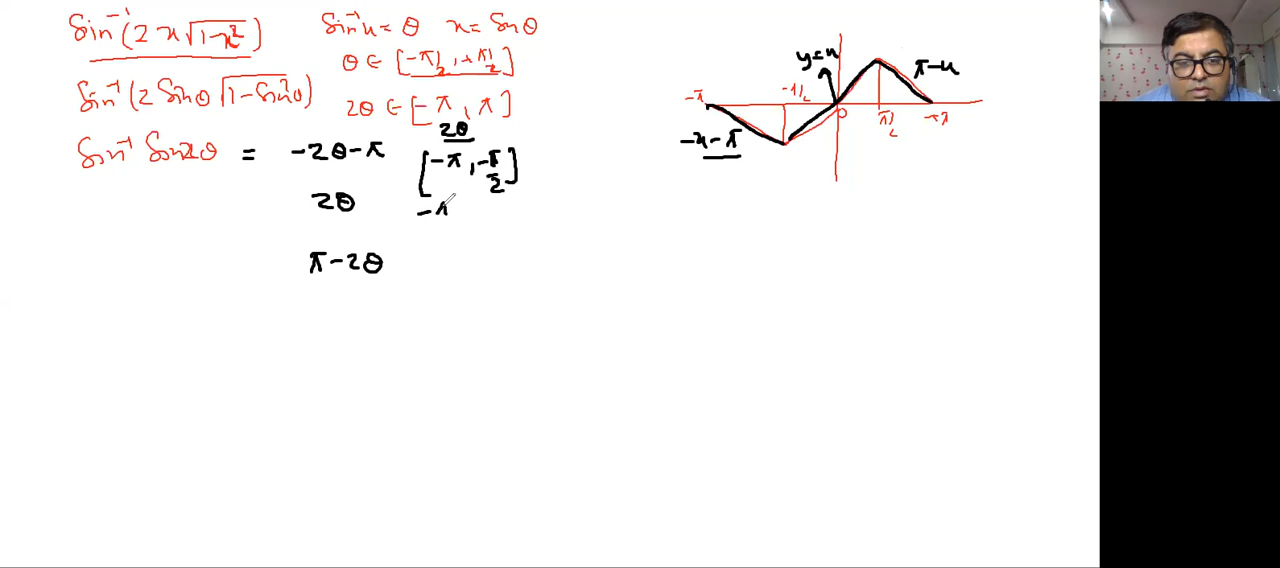 sin⁻¹(2x√1-x²)
sin⁻¹x = θ x = sinθ
θ ∈ [-π/2, +π/2]
sin⁻¹(2 sinθ √1-sin²θ)
2θ ∈ [-π, π]
sin⁻¹ sin2θ = -2θ-π
2θ
[-π, -π/2]
2θ -π
π-2θ
y=x
π-x
-π -π/2 0 π/2 +π
-x-π